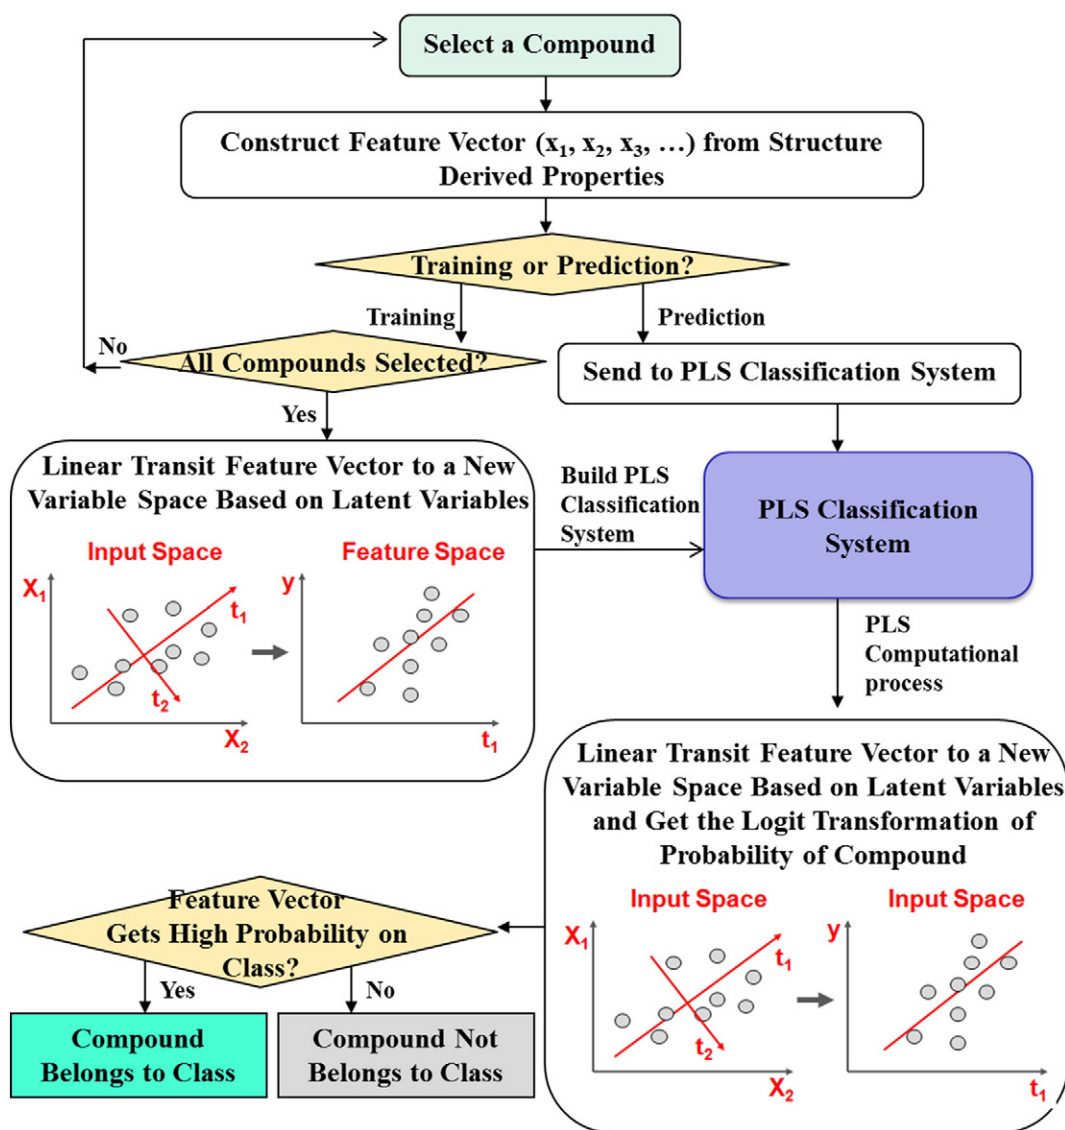 Select a Compound
Construct Feature Vector (x₁, x₂, x₃, …) from Structure
Derived Properties
Training or Prediction?
Training
Prediction
No
All Compounds Selected?
Send to PLS Classification System
Yes
Linear Transit Feature Vector to a New
Variable Space Based on Latent Variables
Input Space
Feature Space
X₁
t₁
t₂
X₂
y
t₁
Build PLS
Classification
System
PLS Classification
System
PLS
Computational
process
Linear Transit Feature Vector to a New
Variable Space Based on Latent Variables
and Get the Logit Transformation of
Probability of Compound
Input Space
Input Space
X₁
t₁
t₂
X₂
y
t₁
Feature Vector
Gets High Probability on
Class?
Yes
No
Compound
Belongs to Class
Compound Not
Belongs to Class